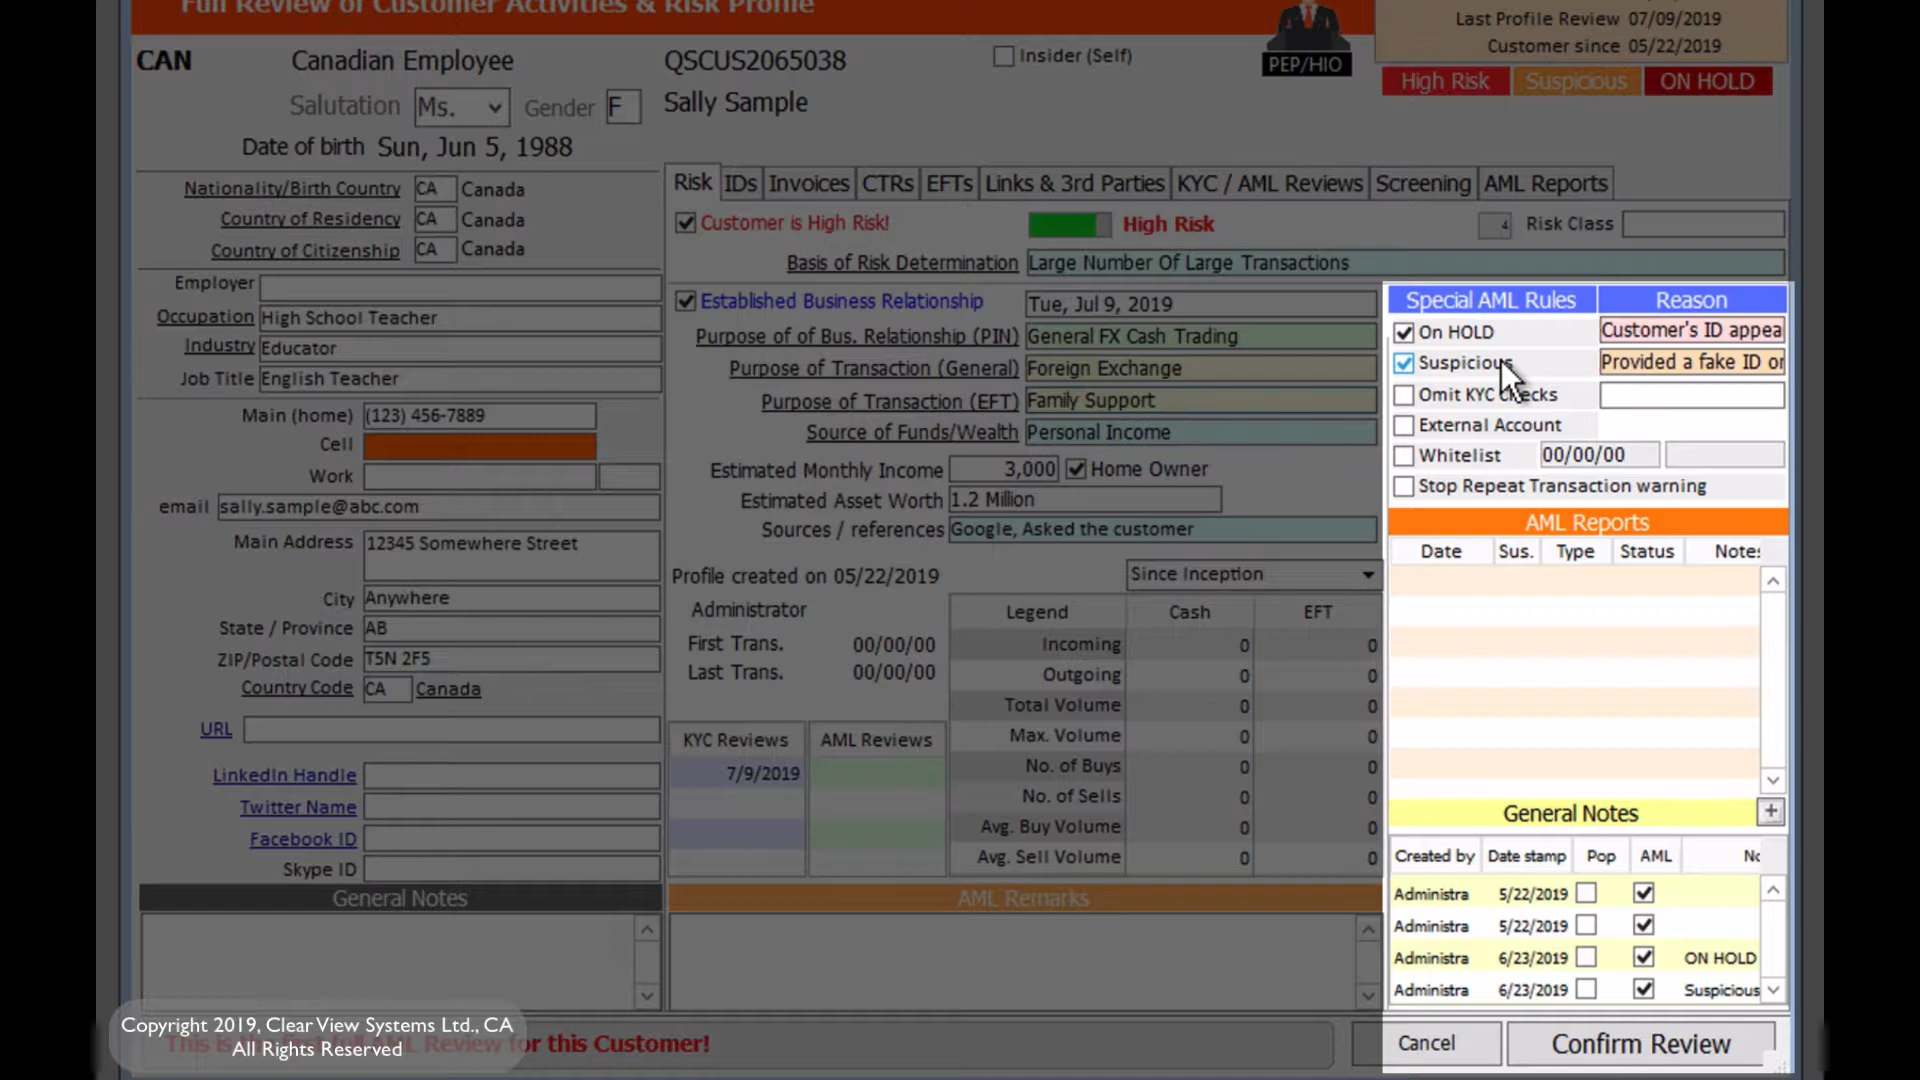 Full Review of Customer Activities & Risk Profile
Last Profile Review 07/09/2019
Customer since 05/22/2019
CAN Canadian Employee QSCUS2065038 Insider (Self) PEP/HIO
High Risk Suspicious ON HOLD
Salutation Ms. Gender F Sally Sample
Date of birth Sun, Jun 5, 1988
Nationality/Birth Country CA Canada
Country of Residency CA Canada
Country of Citizenship CA Canada
Employer
Occupation High School Teacher
Industry Educator
Job Title English Teacher
Main (home) (123) 456-7889
Cell
Work
email sally.sample@abc.com
Main Address 12345 Somewhere Street
City Anywhere
State / Province AB
ZIP/Postal Code T5N 2F5
Country Code CA Canada
URL
LinkedIn Handle
Twitter Name
Facebook ID
Skype ID
General Notes
Risk IDs Invoices CTRs EFTs Links & 3rd Parties KYC / AML Reviews Screening AML Reports
Customer is High Risk! High Risk 4 Risk Class
Basis of Risk Determination Large Number Of Large Transactions
Established Business Relationship Tue, Jul 9, 2019
Purpose of of Bus. Relationship (PIN) General FX Cash Trading
Purpose of Transaction (General) Foreign Exchange
Purpose of Transaction (EFT) Family Support
Source of Funds/Wealth Personal Income
Estimated Monthly Income 3,000 Home Owner
Estimated Asset Worth 1.2 Million
Sources / references Google, Asked the customer
Profile created on 05/22/2019 Since Inception
Administrator
First Trans. 00/00/00
Last Trans. 00/00/00
Legend Cash EFT
Incoming 0 0
Outgoing 0 0
Total Volume 0 0
Max. Volume 0 0
No. of Buys 0 0
No. of Sells 0 0
Avg. Buy Volume 0 0
Avg. Sell Volume 0 0
KYC Reviews AML Reviews
7/9/2019
AML Remarks
Special AML Rules Reason
On HOLD Customer's ID appea
Suspicious Provided a fake ID or
Omit KYC Checks
External Account
Whitelist 00/00/00
Stop Repeat Transaction warning
AML Reports
Date Sus. Type Status Notes
General Notes +
Created by Date stamp Pop AML No
Administra 5/22/2019
Administra 5/22/2019
Administra 6/23/2019 ON HOLD
Administra 6/23/2019 Suspicious
This is the first full AML Review for this Customer!
Cancel Confirm Review
Copyright 2019, Clear View Systems Ltd., CA
All Rights Reserved